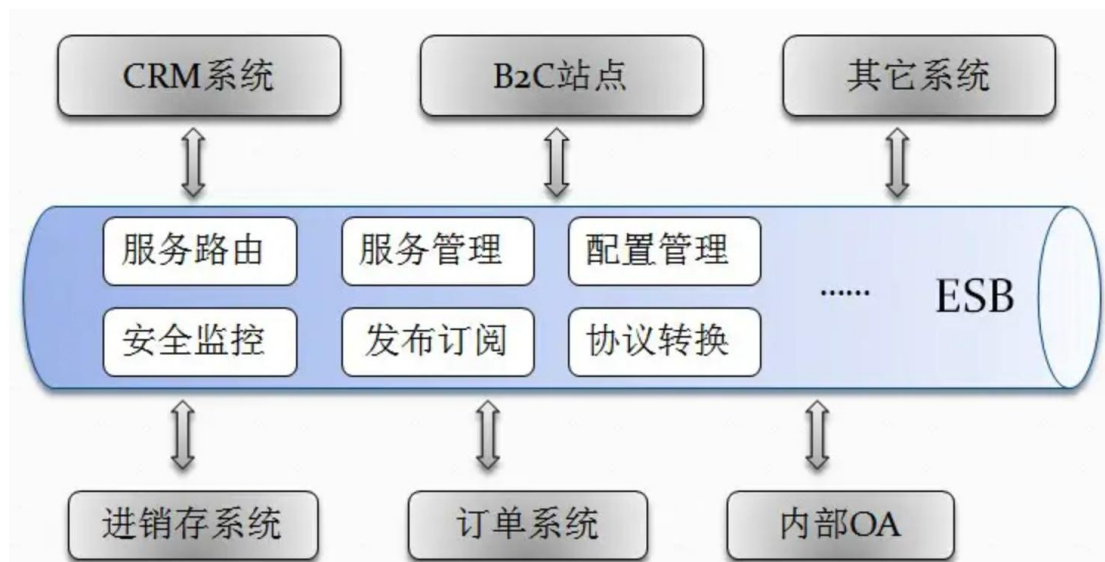 CRM系统
B2C站点
其它系统
服务路由
服务管理
配置管理
安全监控
发布订阅
协议转换
……
ESB
进销存系统
订单系统
内部OA